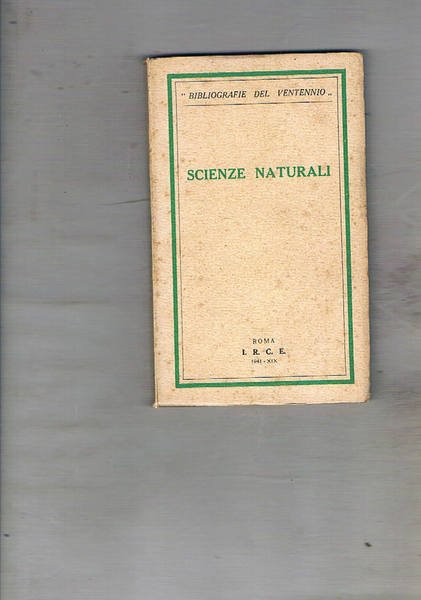 " BIBLIOGRAFIE DEL VENTENNIO „
SCIENZE NATURALI
ROMA
I. R. C. E.
1941 - XIX